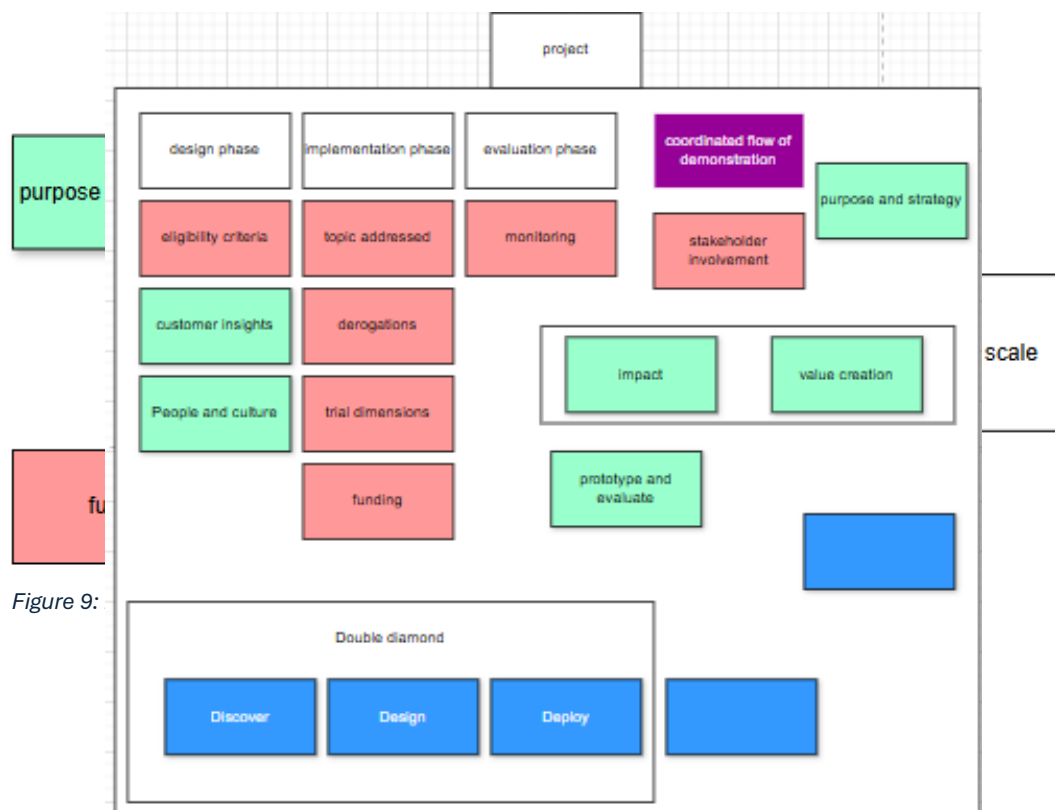 project
design phase
implementation phase
evaluation phase
coordinated flow of
demonstration
purpose
purpose and strategy
eligibility criteria
topic addressed
monitoring
stakeholder
involvement
customer insights
derogations
scale
impact
value creation
People and culture
trial dimensions
prototype and
evaluate
funding
Figure 9:
Double diamond
Discover
Design
Deploy